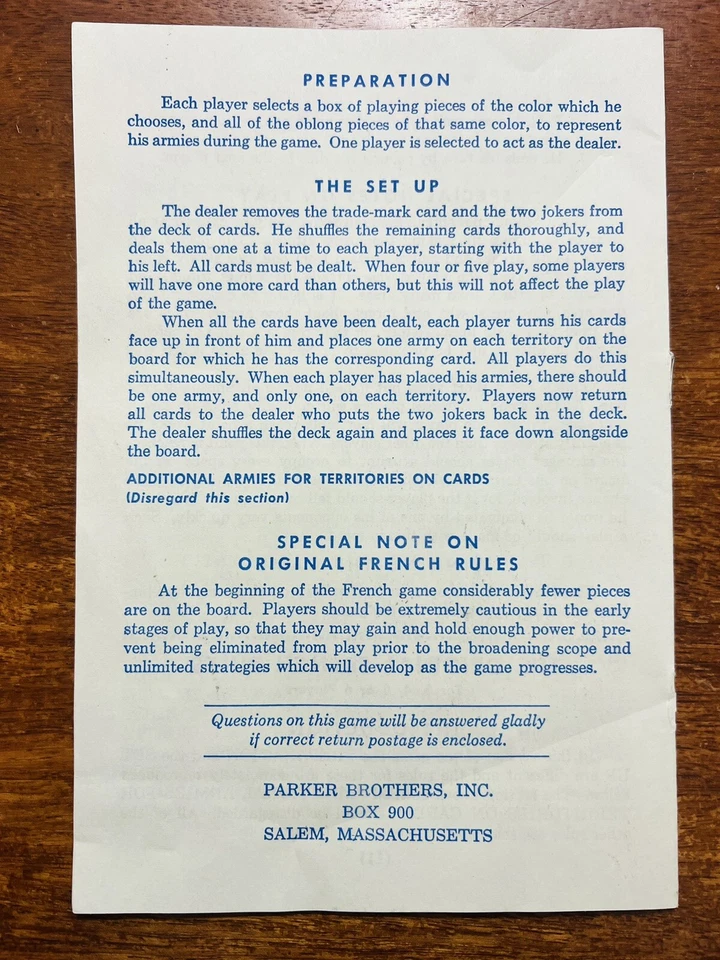 PREPARATION
Each player selects a box of playing pieces of the color which he
chooses, and all of the oblong pieces of that same color, to represent
his armies during the game. One player is selected to act as the dealer.
THE SET UP
The dealer removes the trade-mark card and the two jokers from
the deck of cards. He shuffles the remaining cards thoroughly, and
deals them one at a time to each player, starting with the player to
his left. All cards must be dealt. When four or five play, some players
will have one more card than others, but this will not affect the play
of the game.
When all the cards have been dealt, each player turns his cards
face up in front of him and places one army on each territory on the
board for which he has the corresponding card. All players do this
simultaneously. When each player has placed his armies, there should
be one army, and only one, on each territory. Players now return
all cards to the dealer who puts the two jokers back in the deck.
The dealer shuffles the deck again and places it face down alongside
the board.
ADDITIONAL ARMIES FOR TERRITORIES ON CARDS
(Disregard this section)
SPECIAL NOTE ON
ORIGINAL FRENCH RULES
At the beginning of the French game considerably fewer pieces
are on the board. Players should be extremely cautious in the early
stages of play, so that they may gain and hold enough power to pre-
vent being eliminated from play prior to the broadening scope and
unlimited strategies which will develop as the game progresses.
Questions on this game will be answered gladly
if correct return postage is enclosed.
PARKER BROTHERS, INC.
BOX 900
SALEM, MASSACHUSETTS